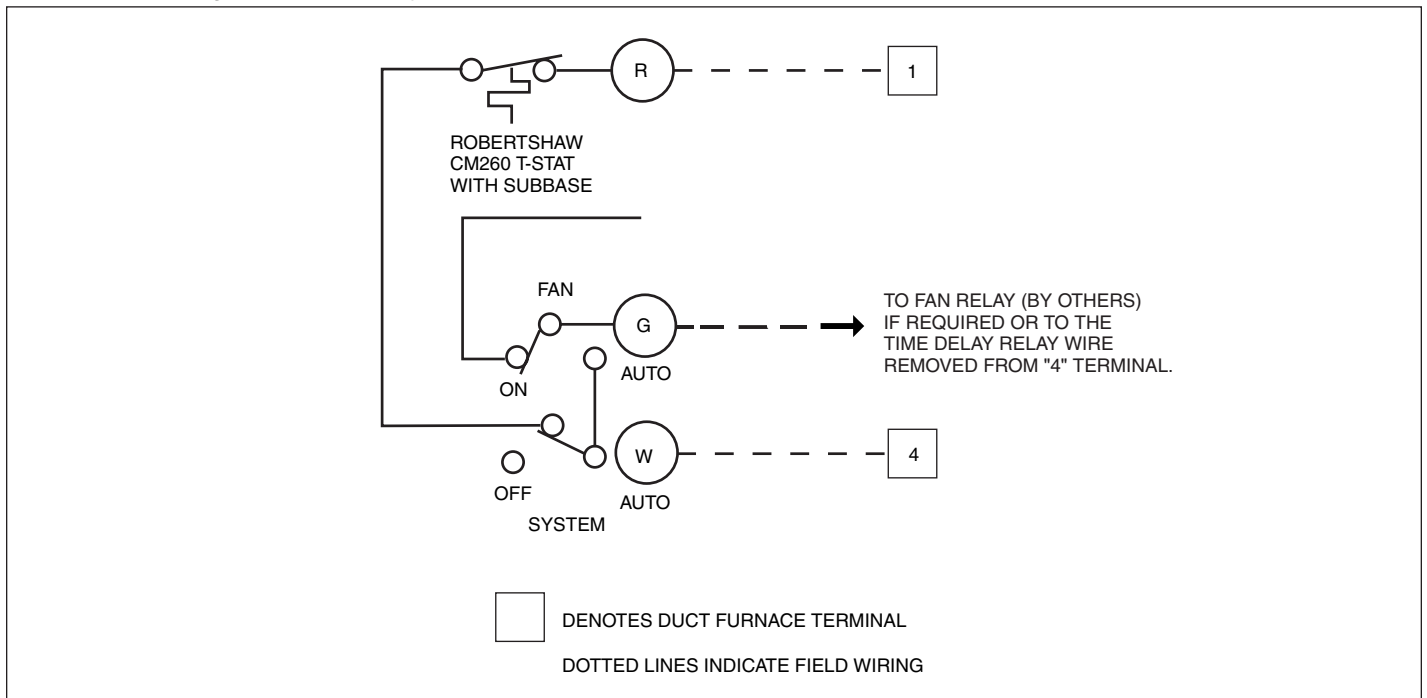 R
1
ROBERTSHAW
CM260 T-STAT
WITH SUBBASE
FAN
G
TO FAN RELAY (BY OTHERS)
IF REQUIRED OR TO THE
TIME DELAY RELAY WIRE
REMOVED FROM "4" TERMINAL.
ON
AUTO
W
4
OFF
AUTO
SYSTEM
DENOTES DUCT FURNACE TERMINAL
DOTTED LINES INDICATE FIELD WIRING